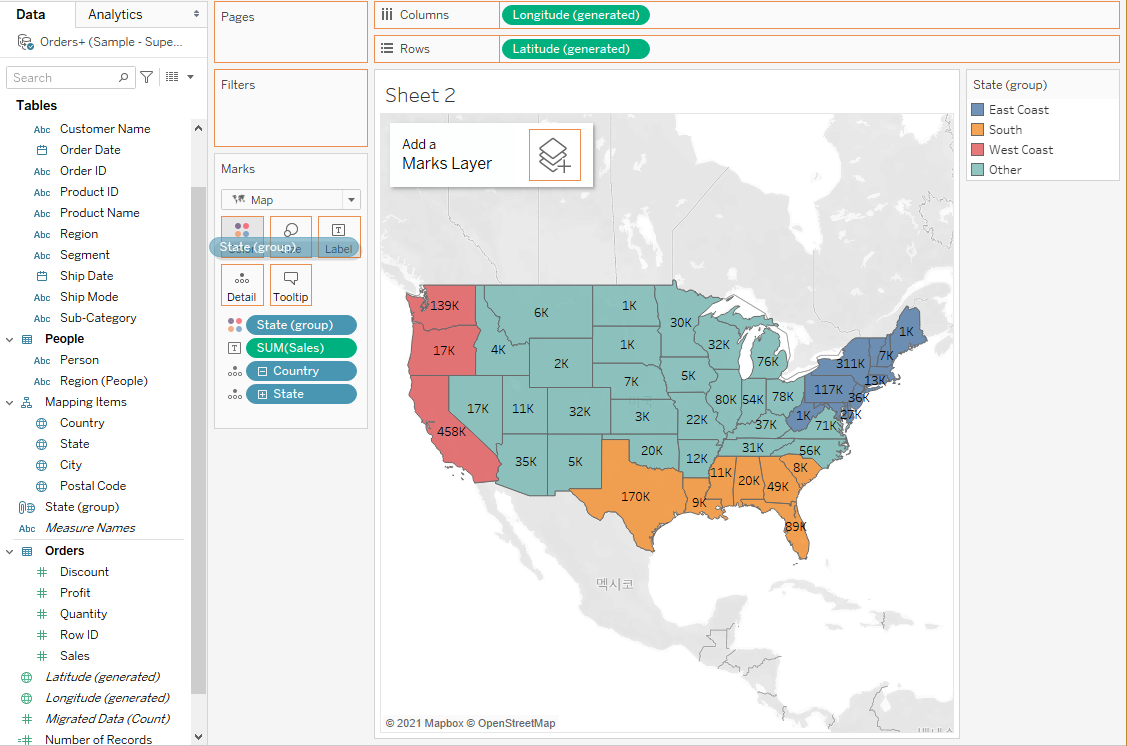 Data
Analytics
Orders+ (Sample - Supe...
Search
Tables
Abc Customer Name
Order Date
Abc Order ID
Abc Product ID
Abc Product Name
Abc Region
Abc Segment
Ship Date
Abc Ship Mode
Abc Sub-Category
People
Abc Person
Abc Region (People)
Mapping Items
Country
State
City
Postal Code
State (group)
Abc Measure Names
Orders
Discount
Profit
Quantity
Row ID
Sales
Latitude (generated)
Longitude (generated)
Migrated Data (Count)
Number of Records
Pages
Filters
Marks
Map
State (group)
Label
Detail
Tooltip
State (group)
SUM(Sales)
Country
State
Columns
Longitude (generated)
Rows
Latitude (generated)
Sheet 2
Add a
Marks Layer
139K
6K
1K
30K
1K
17K
4K
2K
1K
32K
76K
311K
7K
13K
7K
5K
117K
36K
17K
11K
32K
3K
22K
80K
54K
78K
1K
27K
458K
37K
71K
35K
5K
20K
12K
31K
56K
8K
170K
9K
11K
20K
49K
89K
멕시코
© 2021 Mapbox © OpenStreetMap
State (group)
East Coast
South
West Coast
Other